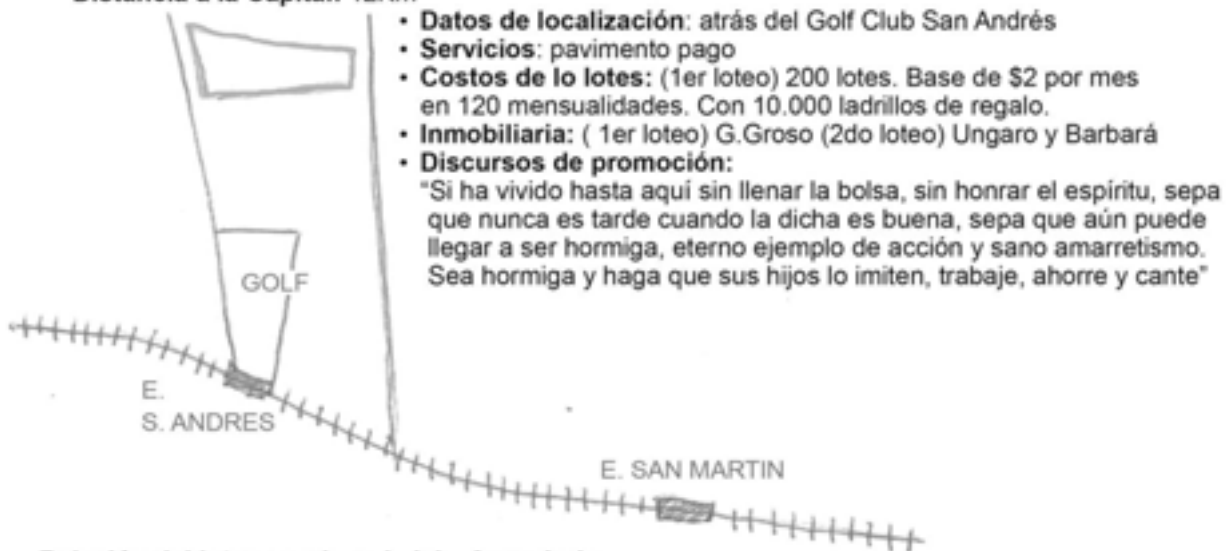 • Datos de localización: atrás del Golf Club San Andrés
• Servicios: pavimento pago
• Costos de lo lotes: (1er loteo) 200 lotes. Base de $2 por mes
en 120 mensualidades. Con 10.000 ladrillos de regalo.
• Inmobiliaria: ( 1er loteo) G.Groso (2do loteo) Ungaro y Barbará
• Discursos de promoción:
"Si ha vivido hasta aquí sin llenar la bolsa, sin honrar el espíritu, sepa
que nunca es tarde cuando la dicha es buena, sepa que aún puede
llegar a ser hormiga, eterno ejemplo de acción y sano amarretismo.
Sea hormiga y haga que sus hijos lo imiten, trabaje, ahorre y cante"
GOLF
E.
S. ANDRES
E. SAN MARTIN